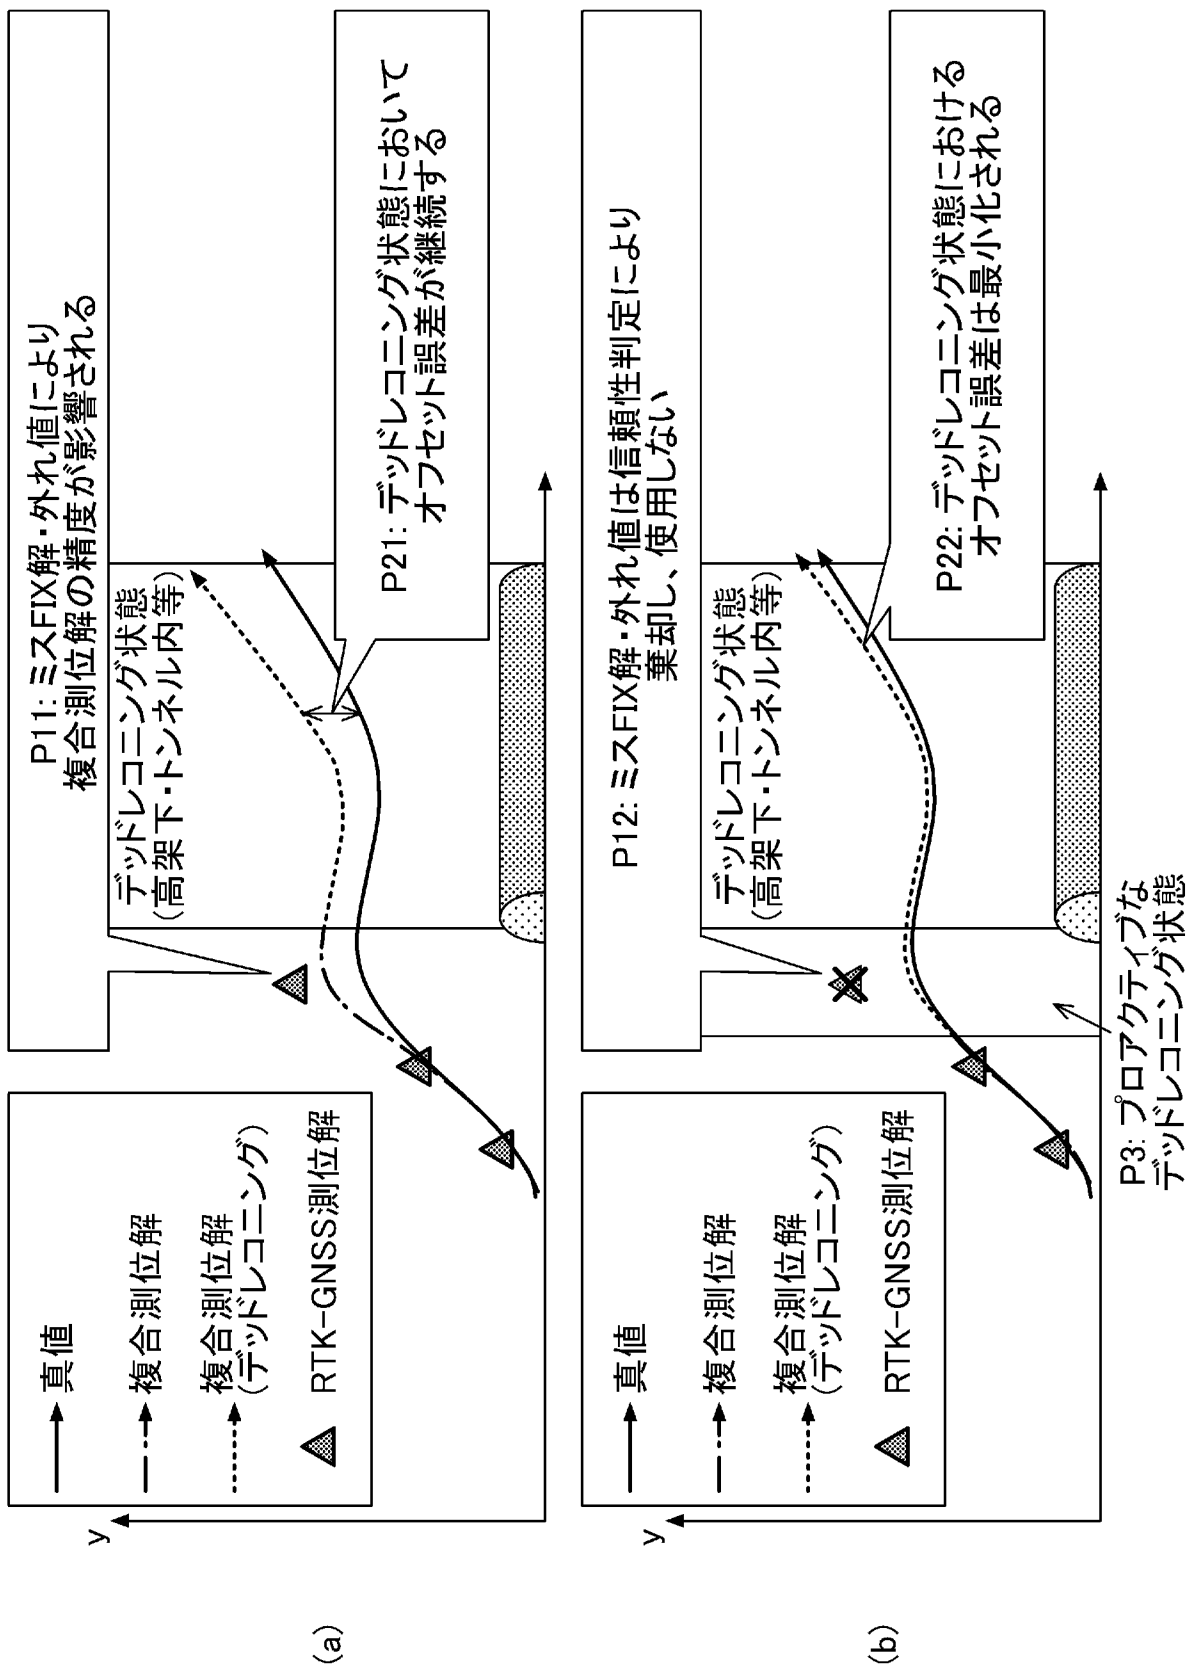 (a)
y
真値
複合測位解
複合測位解
(デッドレコニング)
RTK-GNSS測位解
P11: ミスFIX解・外れ値により
複合測位解の精度が影響される
デッドレコニング状態
(高架下・トンネル内等)
P21: デッドレコニング状態において
オフセット誤差が継続する
(b)
y
真値
複合測位解
複合測位解
(デッドレコニング)
RTK-GNSS測位解
P12: ミスFIX解・外れ値は信頼性判定により
棄却し、使用しない
デッドレコニング状態
(高架下・トンネル内等)
P22: デッドレコニング状態における
オフセット誤差は最小化される
P3: プロアクティブな
デッドレコニング状態